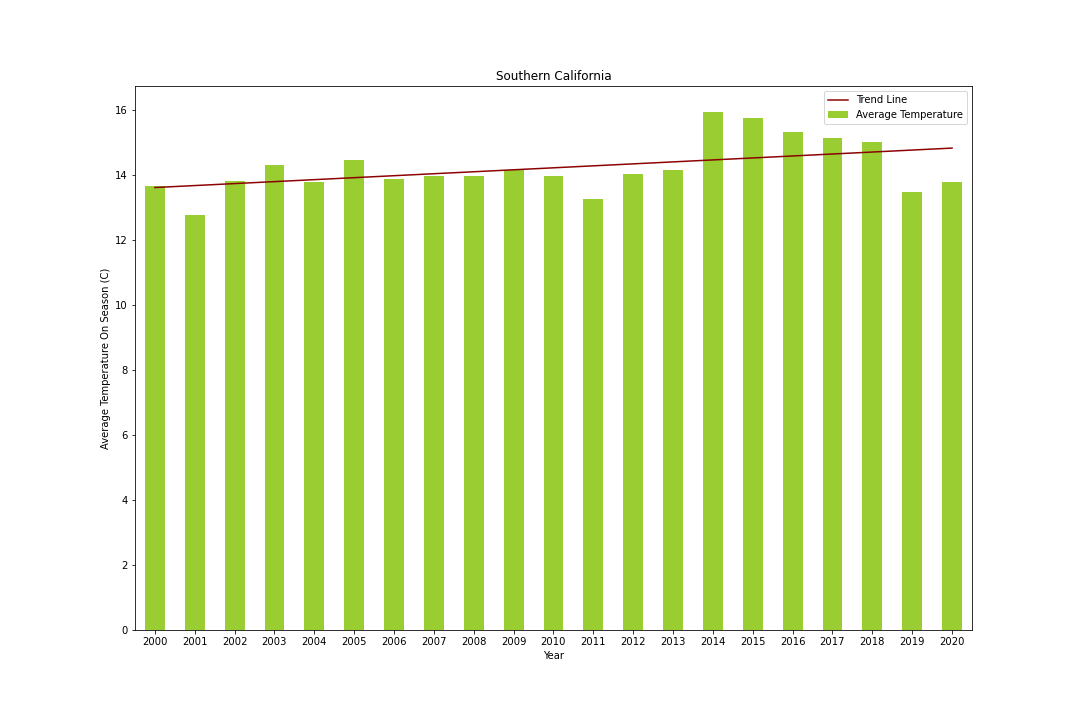 Southern California
Trend Line
Average Temperature
Average Temperature On Season (C)
16
14
12
10
8
6
4
2
0
2000 2001 2002 2003 2004 2005 2006 2007 2008 2009 2010 2011 2012 2013 2014 2015 2016 2017 2018 2019 2020
Year